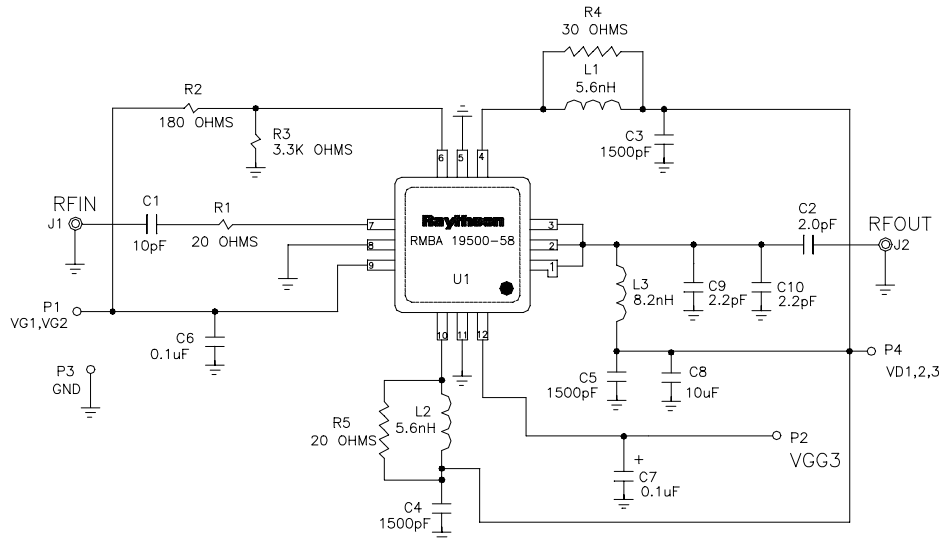 R4
30 OHMS
L1
5.6nH
R2
180 OHMS
R3
3.3K OHMS
C3
1500pF
6
5
4
RFIN
J1
C1
10pF
R1
20 OHMS
7
8
9
Raytheon
RMBA 19500-58
U1
3
2
1
C2
2.0pF
RFOUT
J2
L3
8.2nH
C9
2.2pF
C10
2.2pF
P1
VG1,VG2
C6
0.1uF
10
11
12
P3
GND
C5
1500pF
C8
10uF
P4
VD1,2,3
R5
20 OHMS
L2
5.6nH
P2
VGG3
+
C7
0.1uF
C4
1500pF